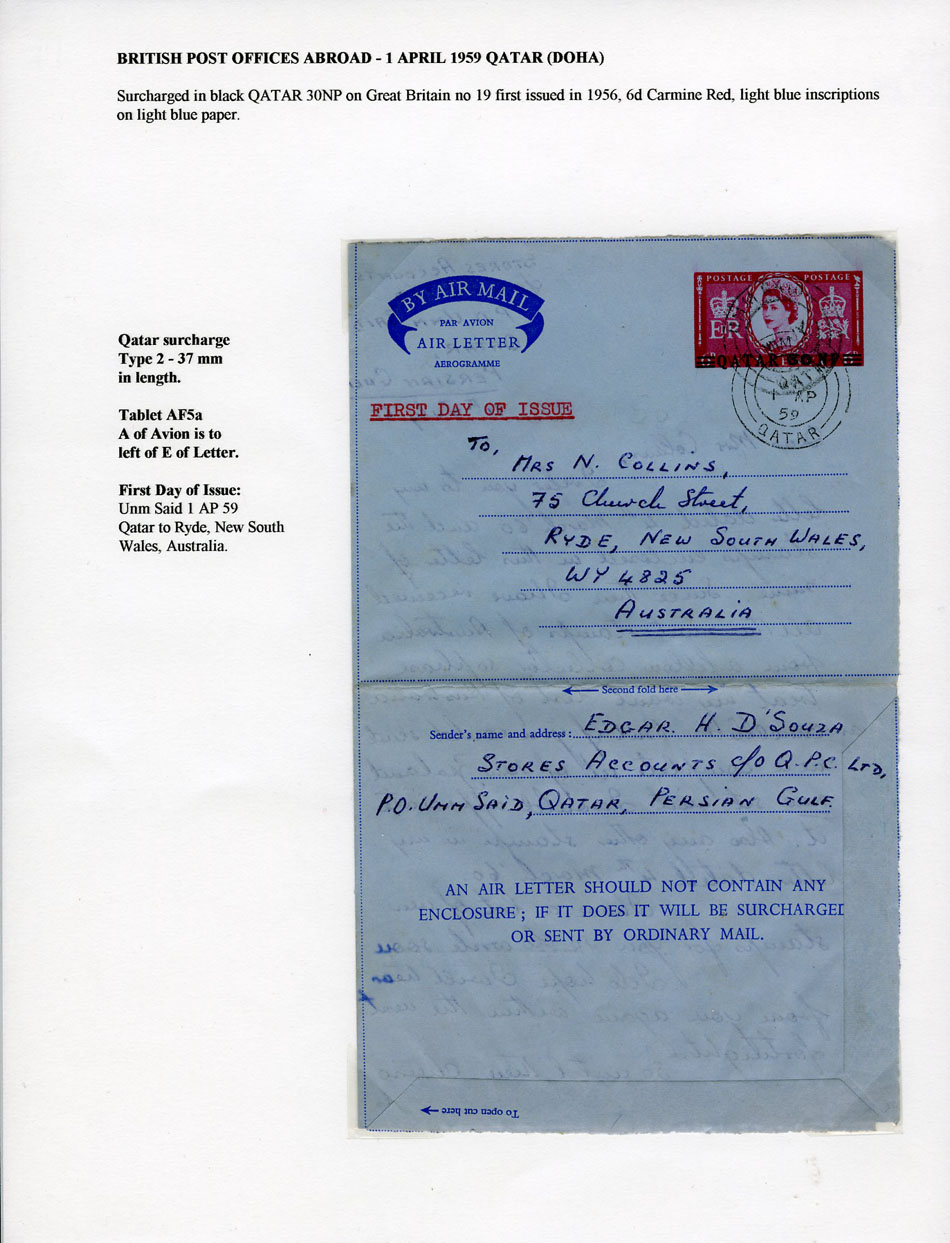 BRITISH POST OFFICES ABROAD - 1 APRIL 1959 QATAR (DOHA)
Surcharged in black QATAR 30NP on Great Britain no 19 first issued in 1956, 6d Carmine Red, light blue inscriptions
on light blue paper.
Qatar surcharge
Type 2 - 37 mm
in length.
Tablet AF5a
A of Avion is to
left of E of Letter.
First Day of Issue:
Unm Said 1 AP 59
Qatar to Ryde, New South
Wales, Australia.
BY AIR MAIL
PAR AVION
AIR LETTER
AEROGRAMME
POSTAGE POSTAGE
E R
QATAR 30 NP
QATAR
1 AP
59
QATAR
FIRST DAY OF ISSUE
To,
MRS N. COLLINS,
75 Church Street,
RYDE, NEW SOUTH WALES,
WY 4825
AUSTRALIA
Second fold here
Sender's name and address: EDGAR. H. D'SOUZA
STORES ACCOUNTS c/o Q.P.C. LTD,
P.O. UMM SAID, QATAR, PERSIAN GULF.
AN AIR LETTER SHOULD NOT CONTAIN ANY
ENCLOSURE ; IF IT DOES IT WILL BE SURCHARGED
OR SENT BY ORDINARY MAIL.
To open cut here